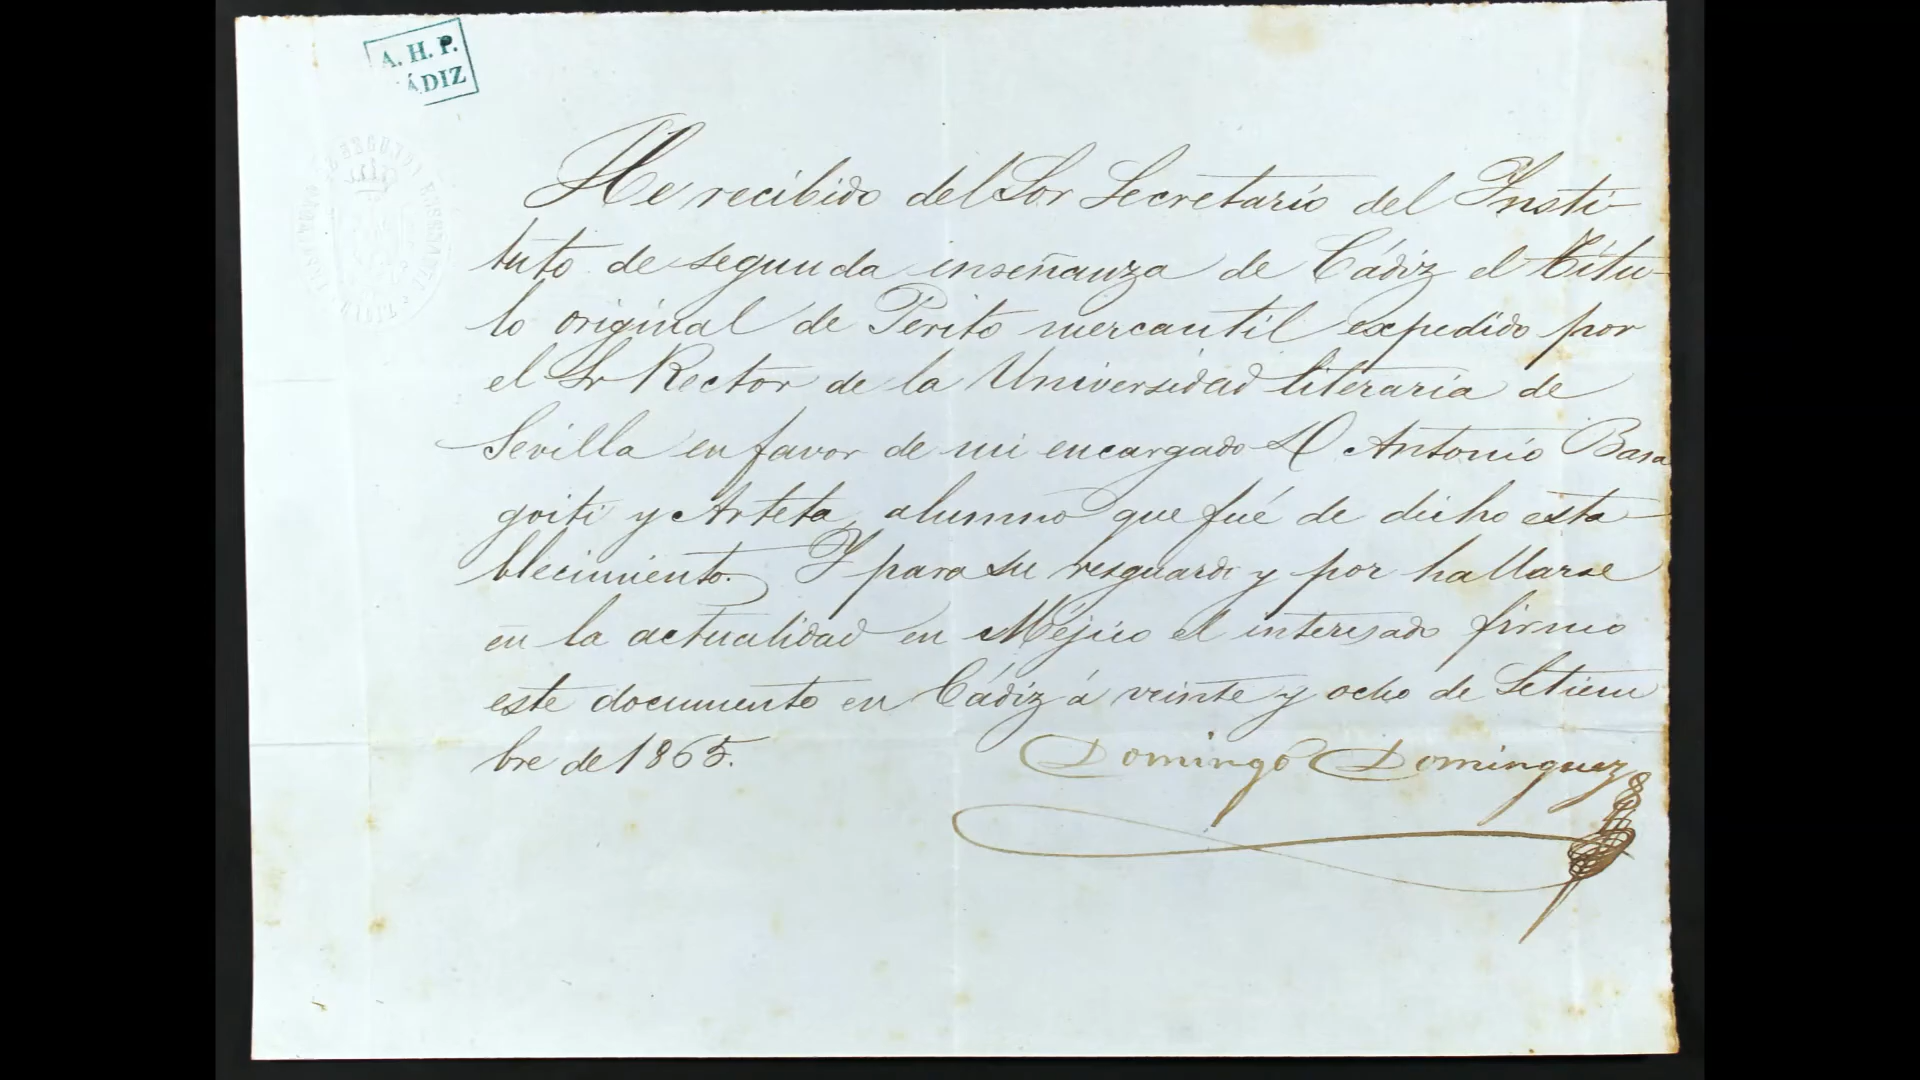 A. H. P.
CÁDIZ
He recibido del Sor Secretario del Insti-
tuto de segunda enseñanza de Cádiz el Títu-
lo original de Perito mercantil expedido por
el Sr Rector de la Universidad literaria de
Sevilla en favor de mi encargado D Antonio Basa
goiti y Arteta, alumno que fué de dicho esta-
blecimiento. Y para su resguardo y por hallarse
en la actualidad en Méjico el interesado firmo
este documento en Cádiz á veinte y ocho de Setiem
bre de 1865.
Domingo Dominguez